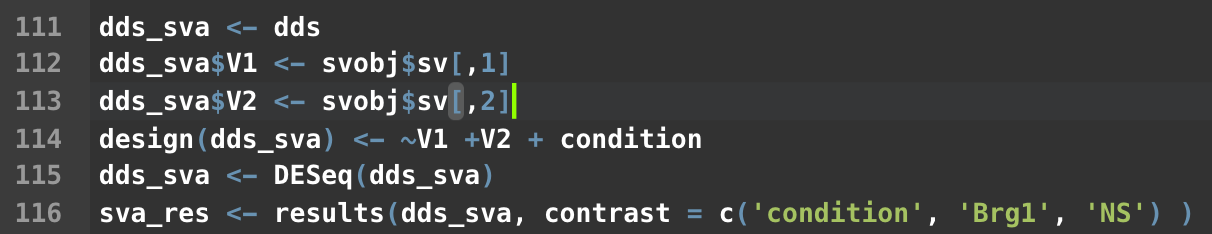 111 dds_sva <- dds
112 dds_sva$V1 <- svobj$sv[,1]
113 dds_sva$V2 <- svobj$sv[,2]
114 design(dds_sva) <- ~V1 +V2 + condition
115 dds_sva <- DESeq(dds_sva)
116 sva_res <- results(dds_sva, contrast = c('condition', 'Brg1', 'NS') )